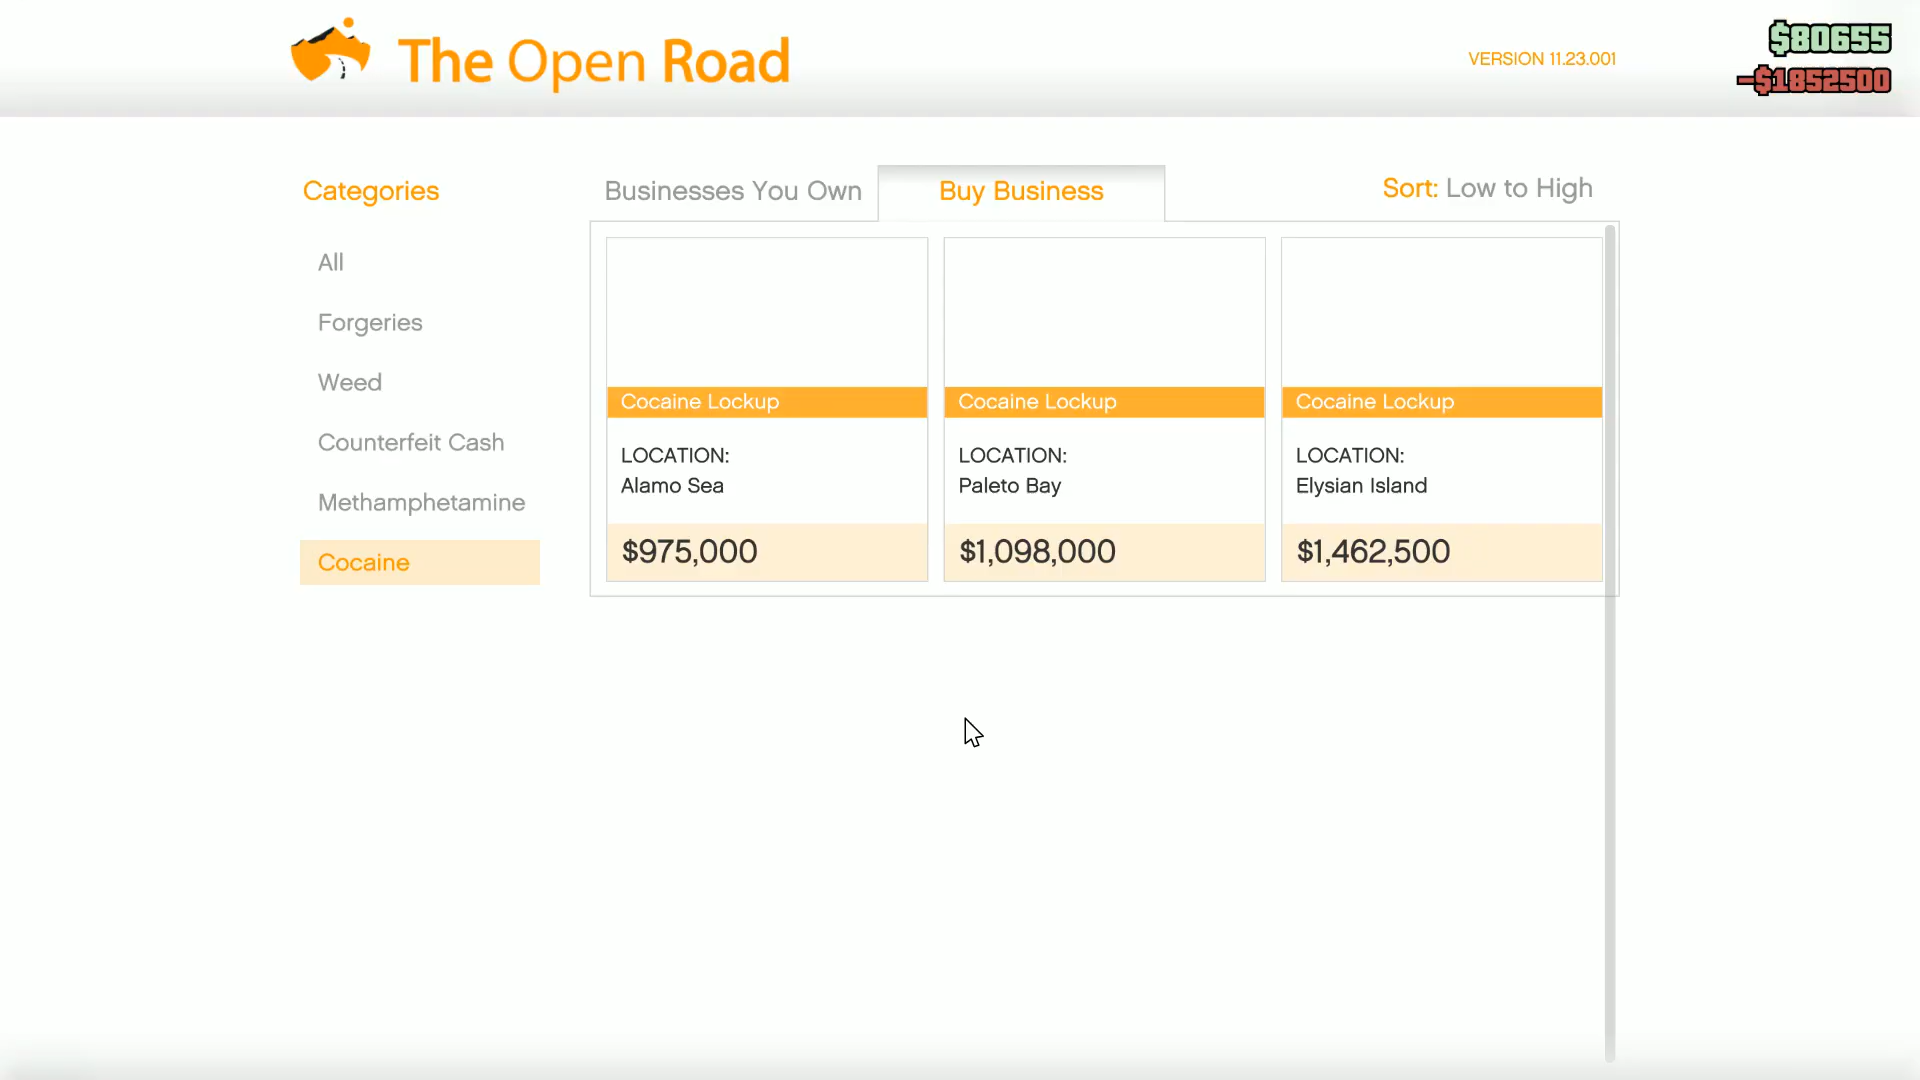 The Open Road
VERSION 11.23.001
$80655
-$1852500
Categories
Businesses You Own
Buy Business
Sort: Low to High
All
Forgeries
Weed
Counterfeit Cash
Methamphetamine
Cocaine
Cocaine Lockup
LOCATION:
Alamo Sea
$975,000
Cocaine Lockup
LOCATION:
Paleto Bay
$1,098,000
Cocaine Lockup
LOCATION:
Elysian Island
$1,462,500